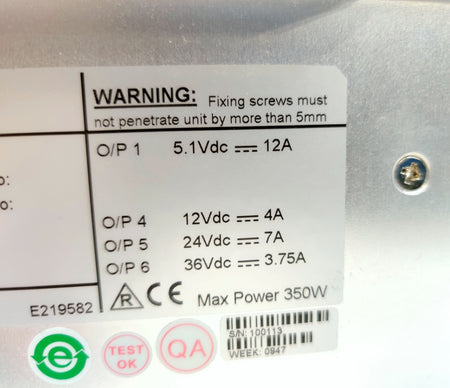 WARNING: Fixing screws must
not penetrate unit by more than 5mm
O/P 1 5.1Vdc 12A
o:
o:
O/P 4 12Vdc 4A
O/P 5 24Vdc 7A
O/P 6 36Vdc 3.75A
E219582 R CE Max Power 350W
e TEST OK QA
S/N: 100113
WEEK: 0947